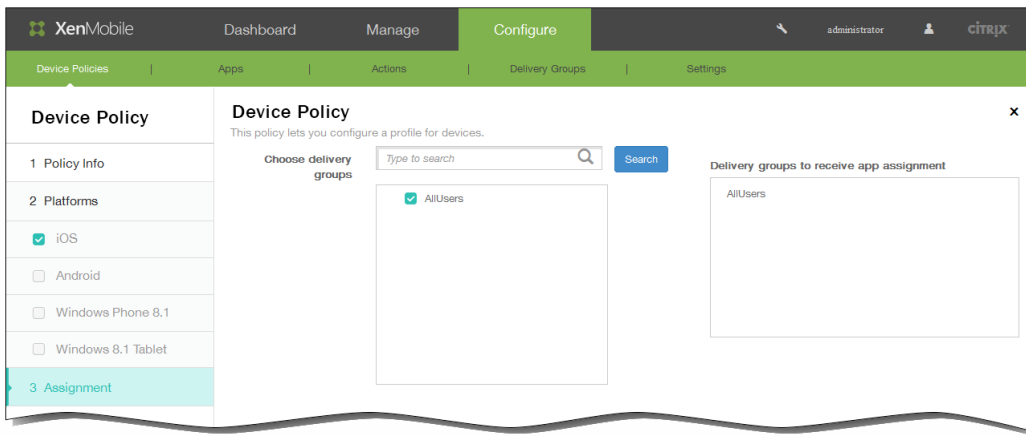 XenMobile Dashboard Manage Configure administrator CITRIX
Device Policies | Apps | Actions | Delivery Groups | Settings
Device Policy
1 Policy Info
2 Platforms
iOS
Android
Windows Phone 8.1
Windows 8.1 Tablet
3 Assignment
Device Policy
This policy lets you configure a profile for devices.
Choose delivery
groups
Type to search
Search
AllUsers
Delivery groups to receive app assignment
AllUsers